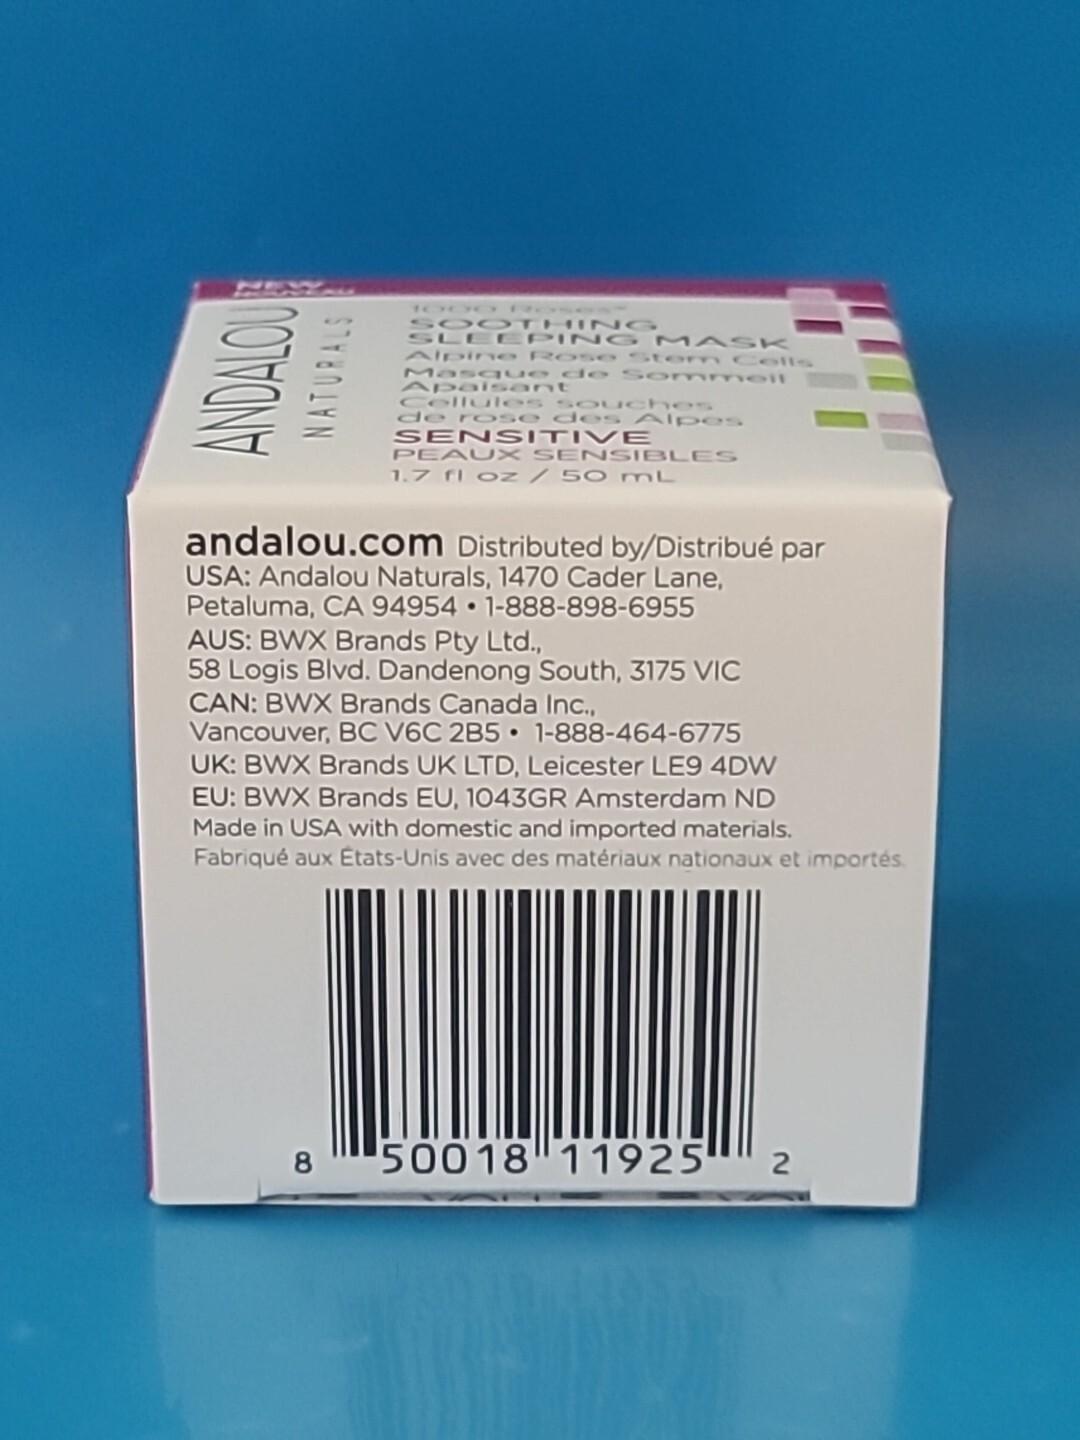 NEW
NOUVEAU
ANDALOU
NATURALS
1000 Roses™
SOOTHING
SLEEPING MASK
Alpine Rose Stem Cells
Masque de Sommeil
Apaisant
Cellules souches
de rose des Alpes
SENSITIVE
PEAUX SENSIBLES
1.7 fl oz / 50 mL
andalou.com Distributed by/Distribué par
USA: Andalou Naturals, 1470 Cader Lane,
Petaluma, CA 94954 • 1-888-898-6955
AUS: BWX Brands Pty Ltd.,
58 Logis Blvd. Dandenong South, 3175 VIC
CAN: BWX Brands Canada Inc.,
Vancouver, BC V6C 2B5 • 1-888-464-6775
UK: BWX Brands UK LTD, Leicester LE9 4DW
EU: BWX Brands EU, 1043GR Amsterdam ND
Made in USA with domestic and imported materials.
Fabriqué aux États-Unis avec des matériaux nationaux et importés.
8 50018 11925 2